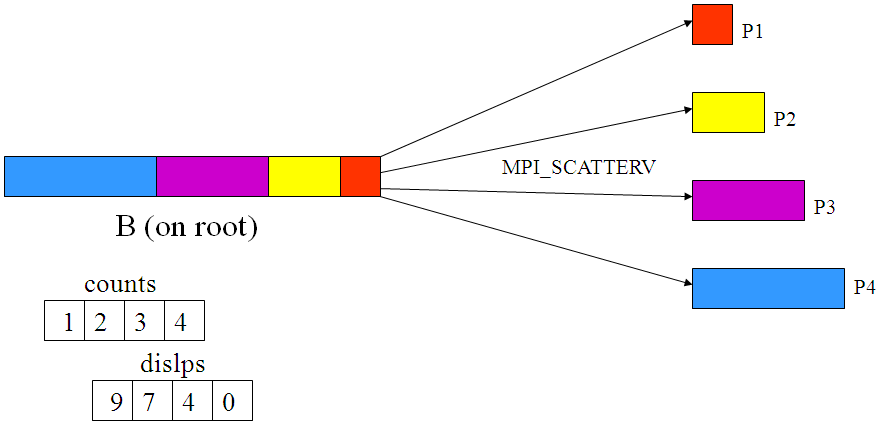 P1
P2
MPI_SCATTERV
P3
B (on root)
P4
counts
1 2 3 4
dislps
9 7 4 0